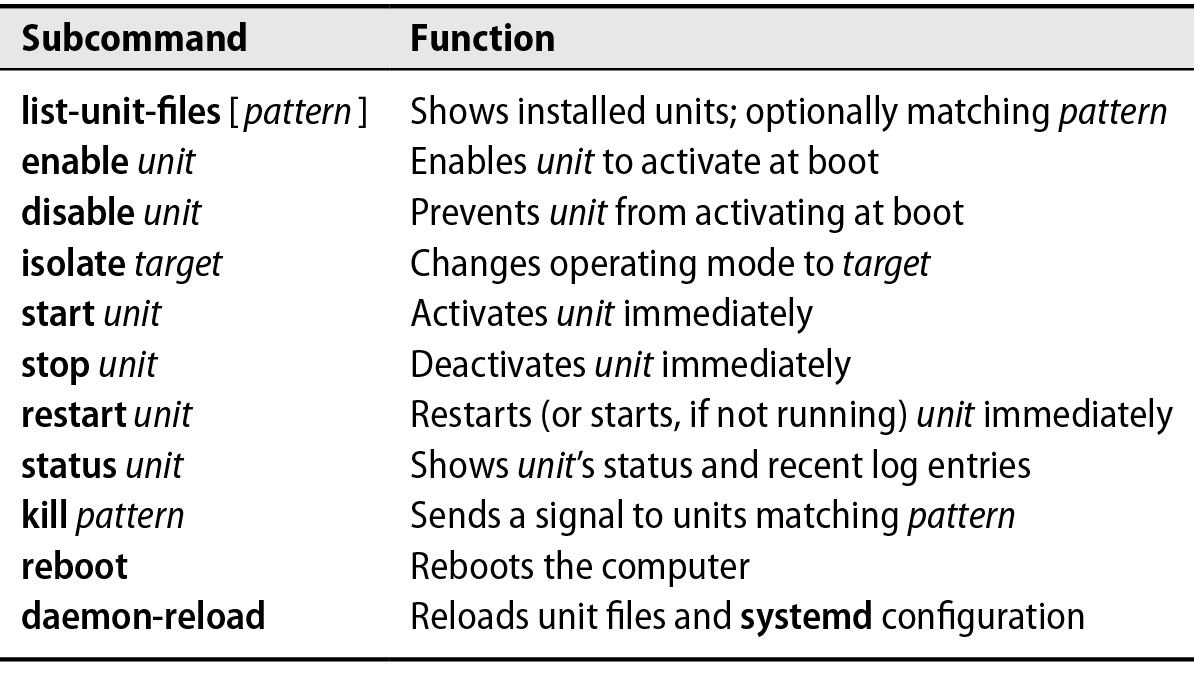 Subcommand Function
list-unit-files [pattern] Shows installed units; optionally matching pattern
enable unit Enables unit to activate at boot
disable unit Prevents unit from activating at boot
isolate target Changes operating mode to target
start unit Activates unit immediately
stop unit Deactivates unit immediately
restart unit Restarts (or starts, if not running) unit immediately
status unit Shows unit's status and recent log entries
kill pattern Sends a signal to units matching pattern
reboot Reboots the computer
daemon-reload Reloads unit files and systemd configuration